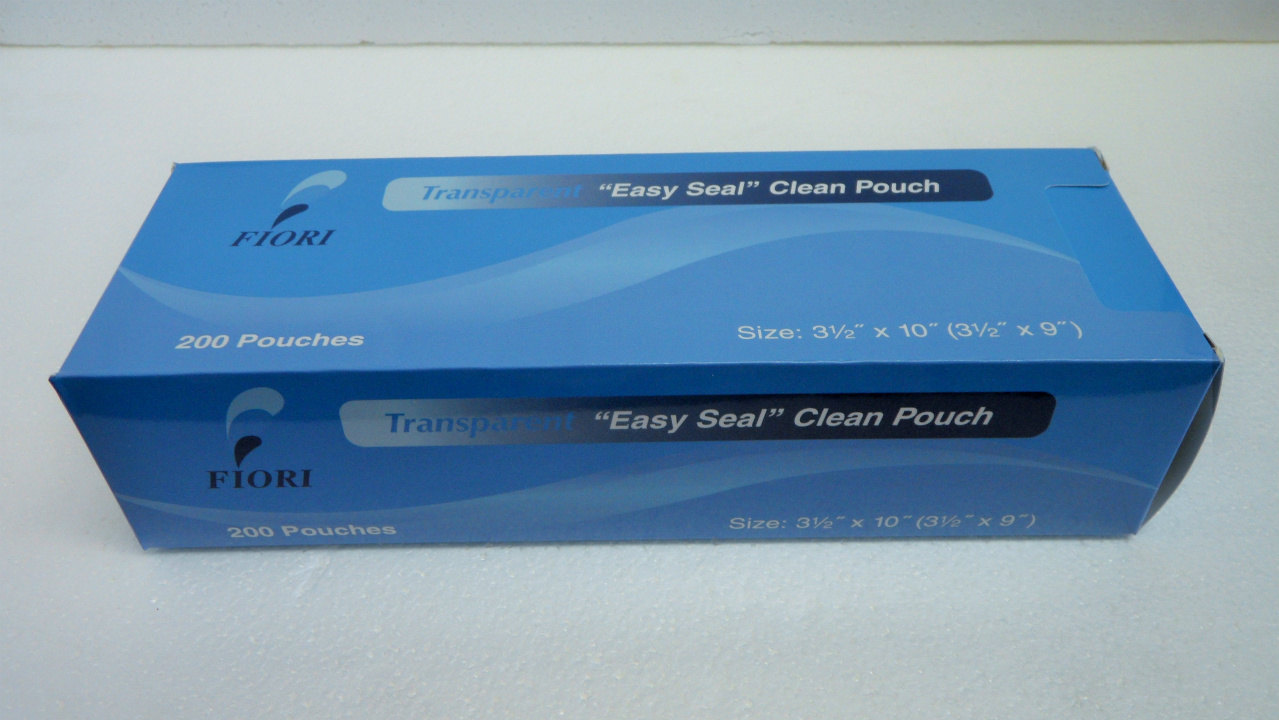 FIORI
Transparent “Easy Seal” Clean Pouch
200 Pouches
Size: 3½″ x 10″ (3½″ x 9″)
FIORI
Transparent “Easy Seal” Clean Pouch
200 Pouches
Size: 3½″ x 10″ (3½″ x 9″)